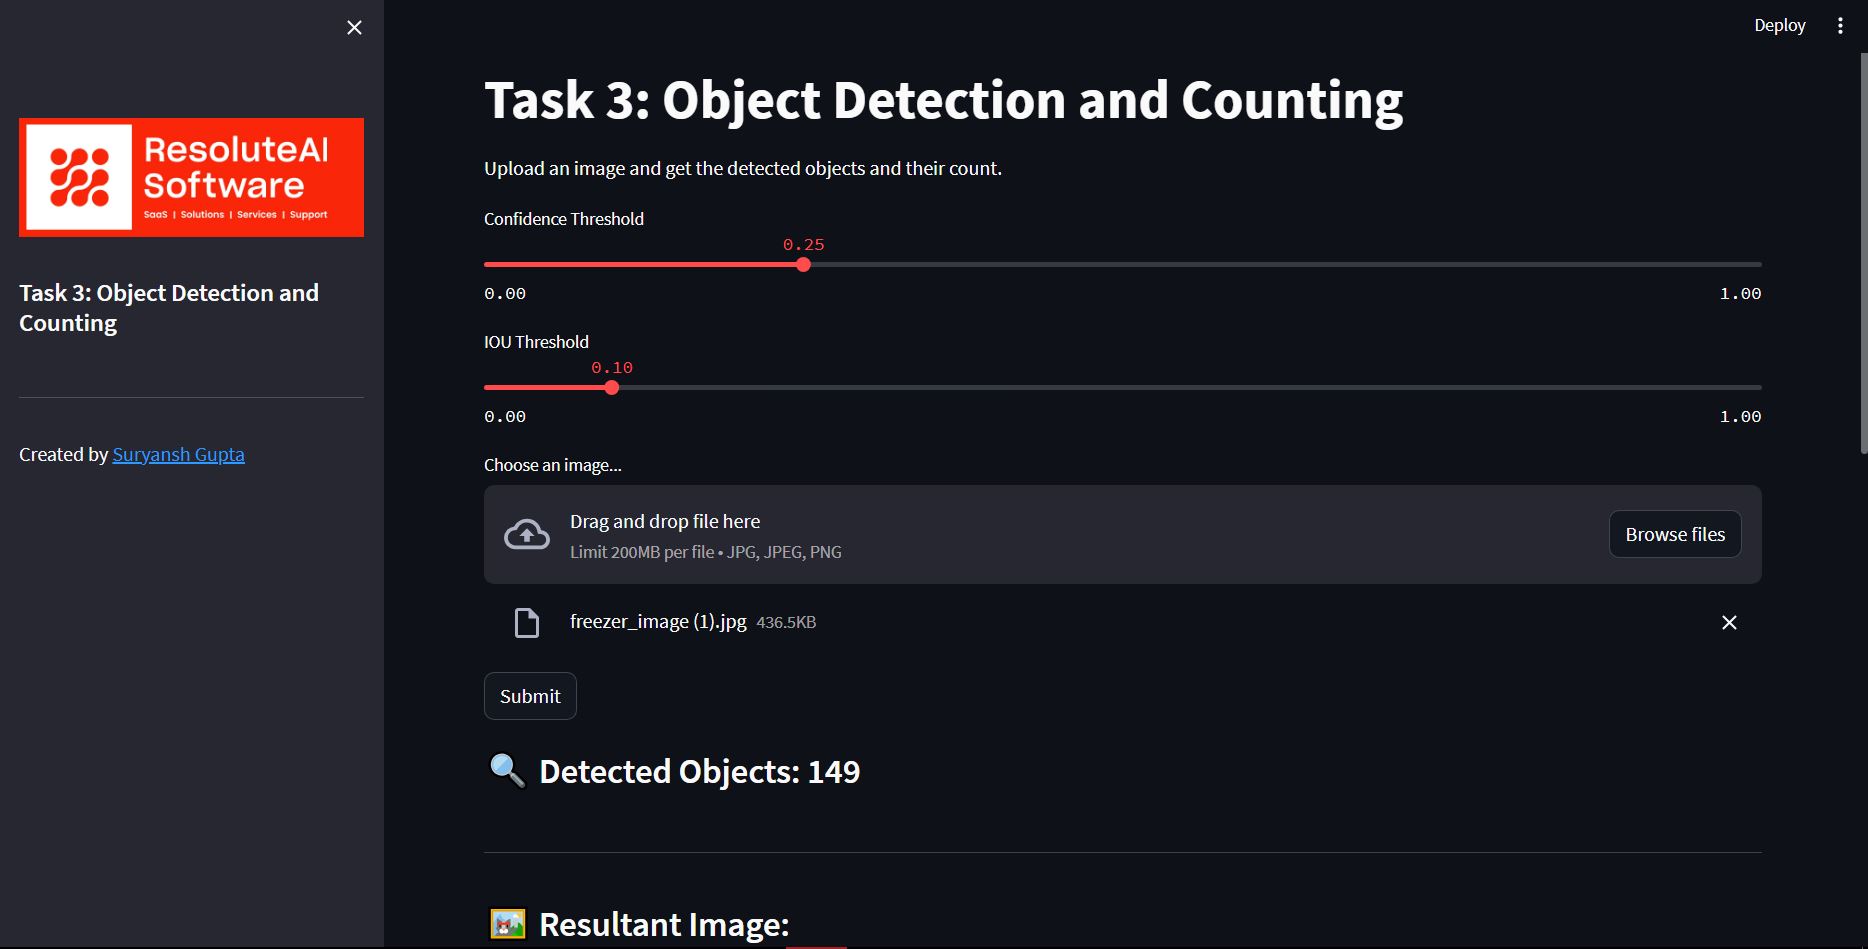 ResoluteAI
Software
SaaS | Solutions | Services | Support
Task 3: Object Detection and
Counting
Created by Suryansh Gupta
Deploy
Task 3: Object Detection and Counting
Upload an image and get the detected objects and their count.
Confidence Threshold
0.25
0.00 1.00
IOU Threshold
0.10
0.00 1.00
Choose an image...
Drag and drop file here
Limit 200MB per file • JPG, JPEG, PNG
Browse files
freezer_image (1).jpg 436.5KB
Submit
Detected Objects: 149
Resultant Image: